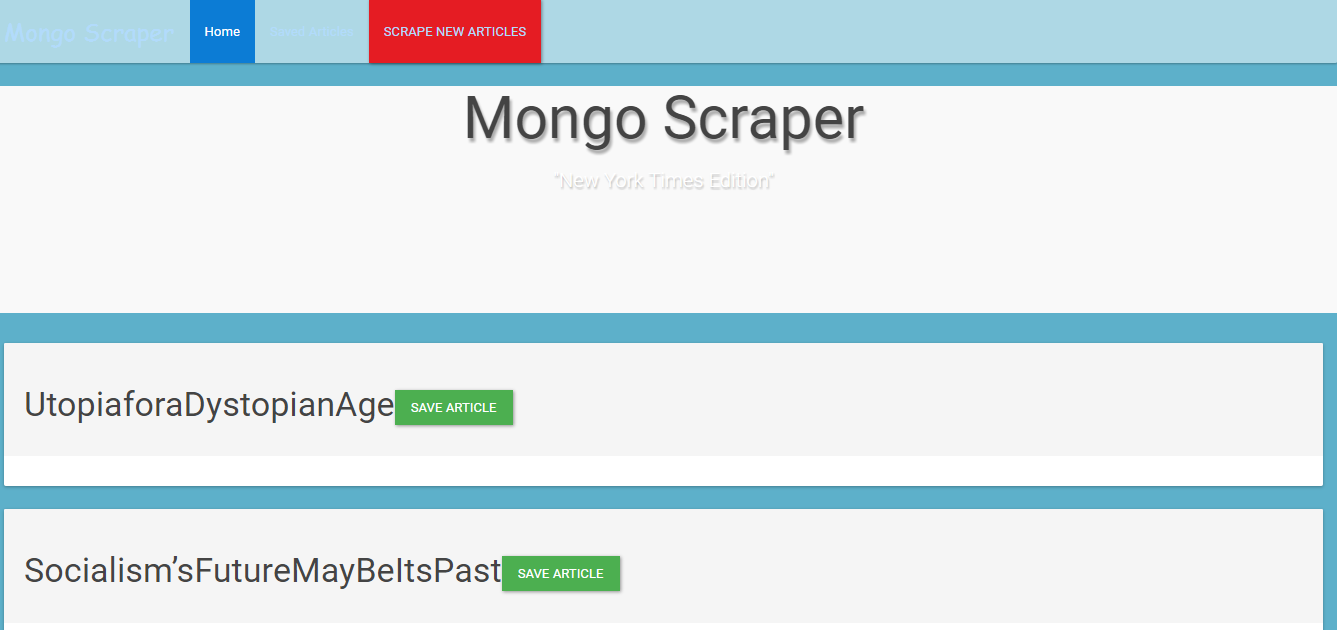 Mongo Scraper
Home
Saved Articles
SCRAPE NEW ARTICLES
Mongo Scraper
"New York Times Edition"
UtopiaforaDystopianAge
SAVE ARTICLE
Socialism’sFutureMayBeItsPast
SAVE ARTICLE